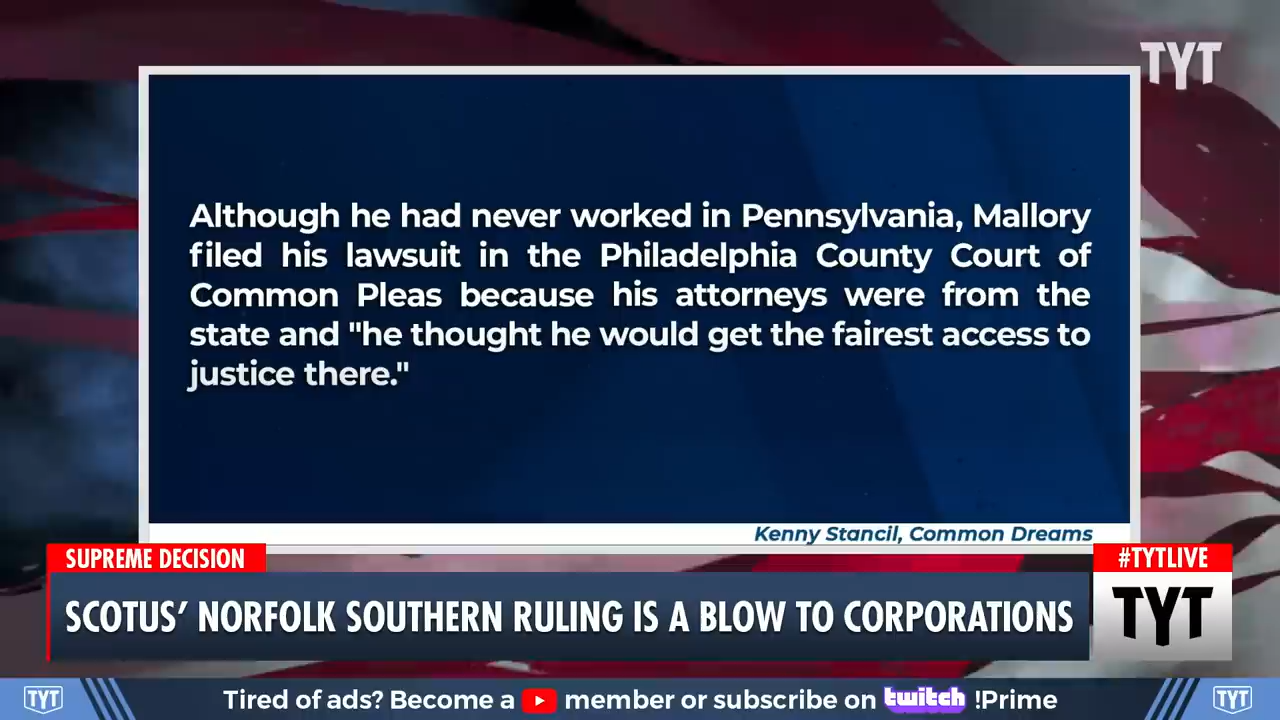 TYT
Although he had never worked in Pennsylvania, Mallory
filed his lawsuit in the Philadelphia County Court of
Common Pleas because his attorneys were from the
state and "he thought he would get the fairest access to
justice there."
Kenny Stancil, Common Dreams
SUPREME DECISION
#TYTLIVE
SCOTUS’ NORFOLK SOUTHERN RULING IS A BLOW TO CORPORATIONS
TYT
TYT
Tired of ads? Become a member or subscribe on twitch !Prime
TYT